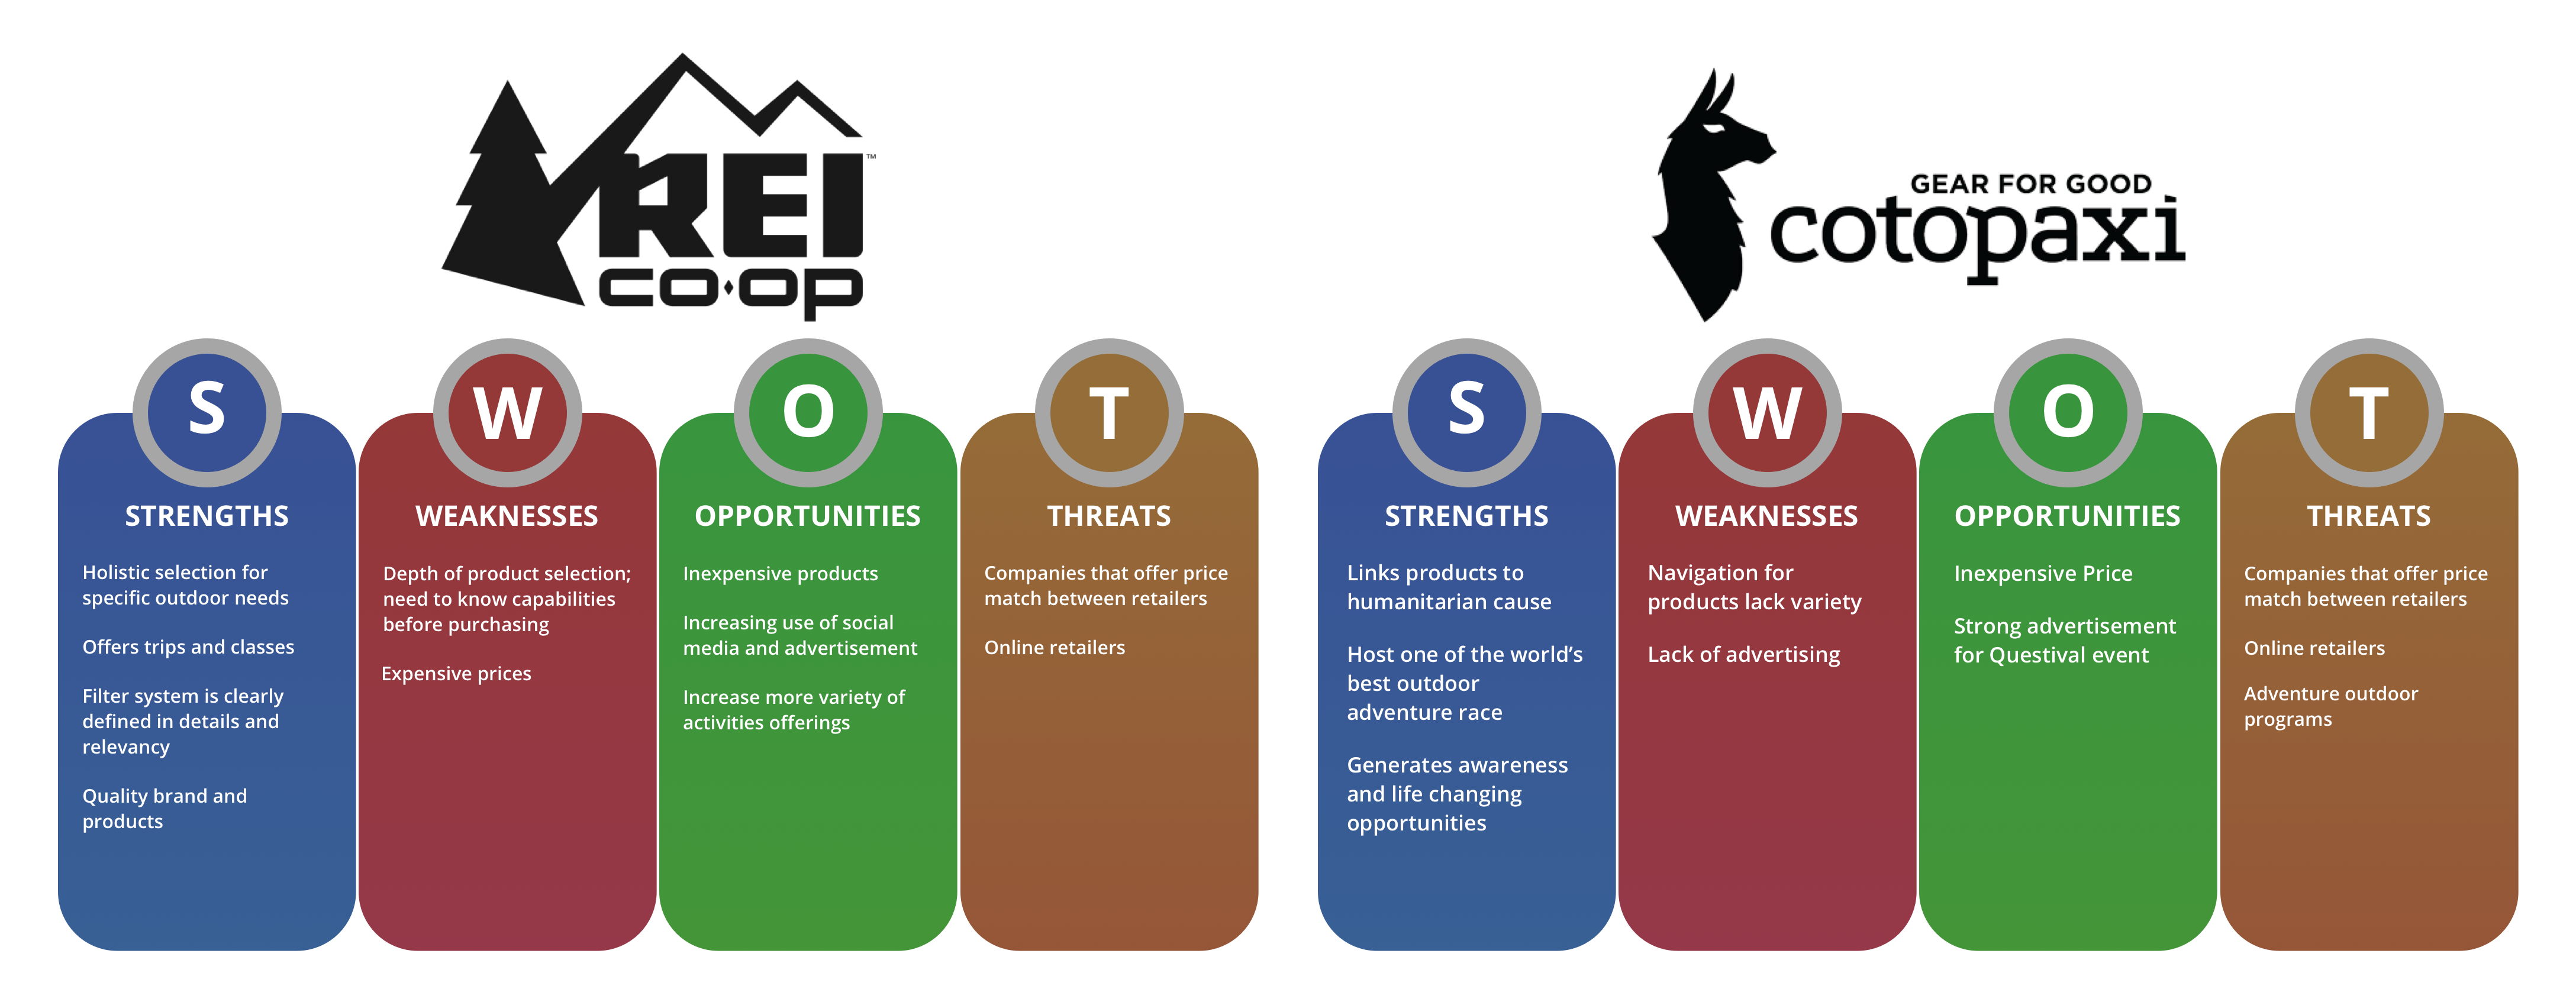 REI
co·op
™
S
STRENGTHS
Holistic selection for
specific outdoor needs
Offers trips and classes
Filter system is clearly
defined in details and
relevancy
Quality brand and
products
W
WEAKNESSES
Depth of product selection;
need to know capabilities
before purchasing
Expensive prices
O
OPPORTUNITIES
Inexpensive products
Increasing use of social
media and advertisement
Increase more variety of
activities offerings
T
THREATS
Companies that offer price
match between retailers
Online retailers
GEAR FOR GOOD
cotopaxi
S
STRENGTHS
Links products to
humanitarian cause
Host one of the world’s
best outdoor
adventure race
Generates awareness
and life changing
opportunities
W
WEAKNESSES
Navigation for
products lack variety
Lack of advertising
O
OPPORTUNITIES
Inexpensive Price
Strong advertisement
for Questival event
T
THREATS
Companies that offer price
match between retailers
Online retailers
Adventure outdoor
programs